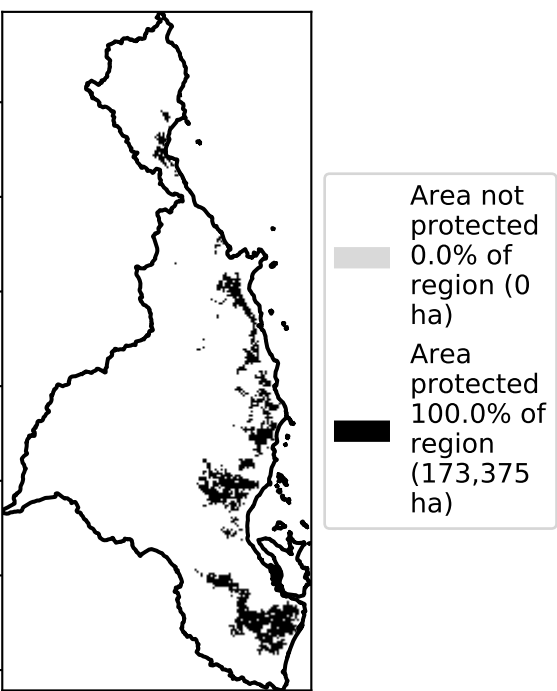 Area not
protected
0.0% of
region (0
ha)
Area
protected
100.0% of
region
(173,375
ha)